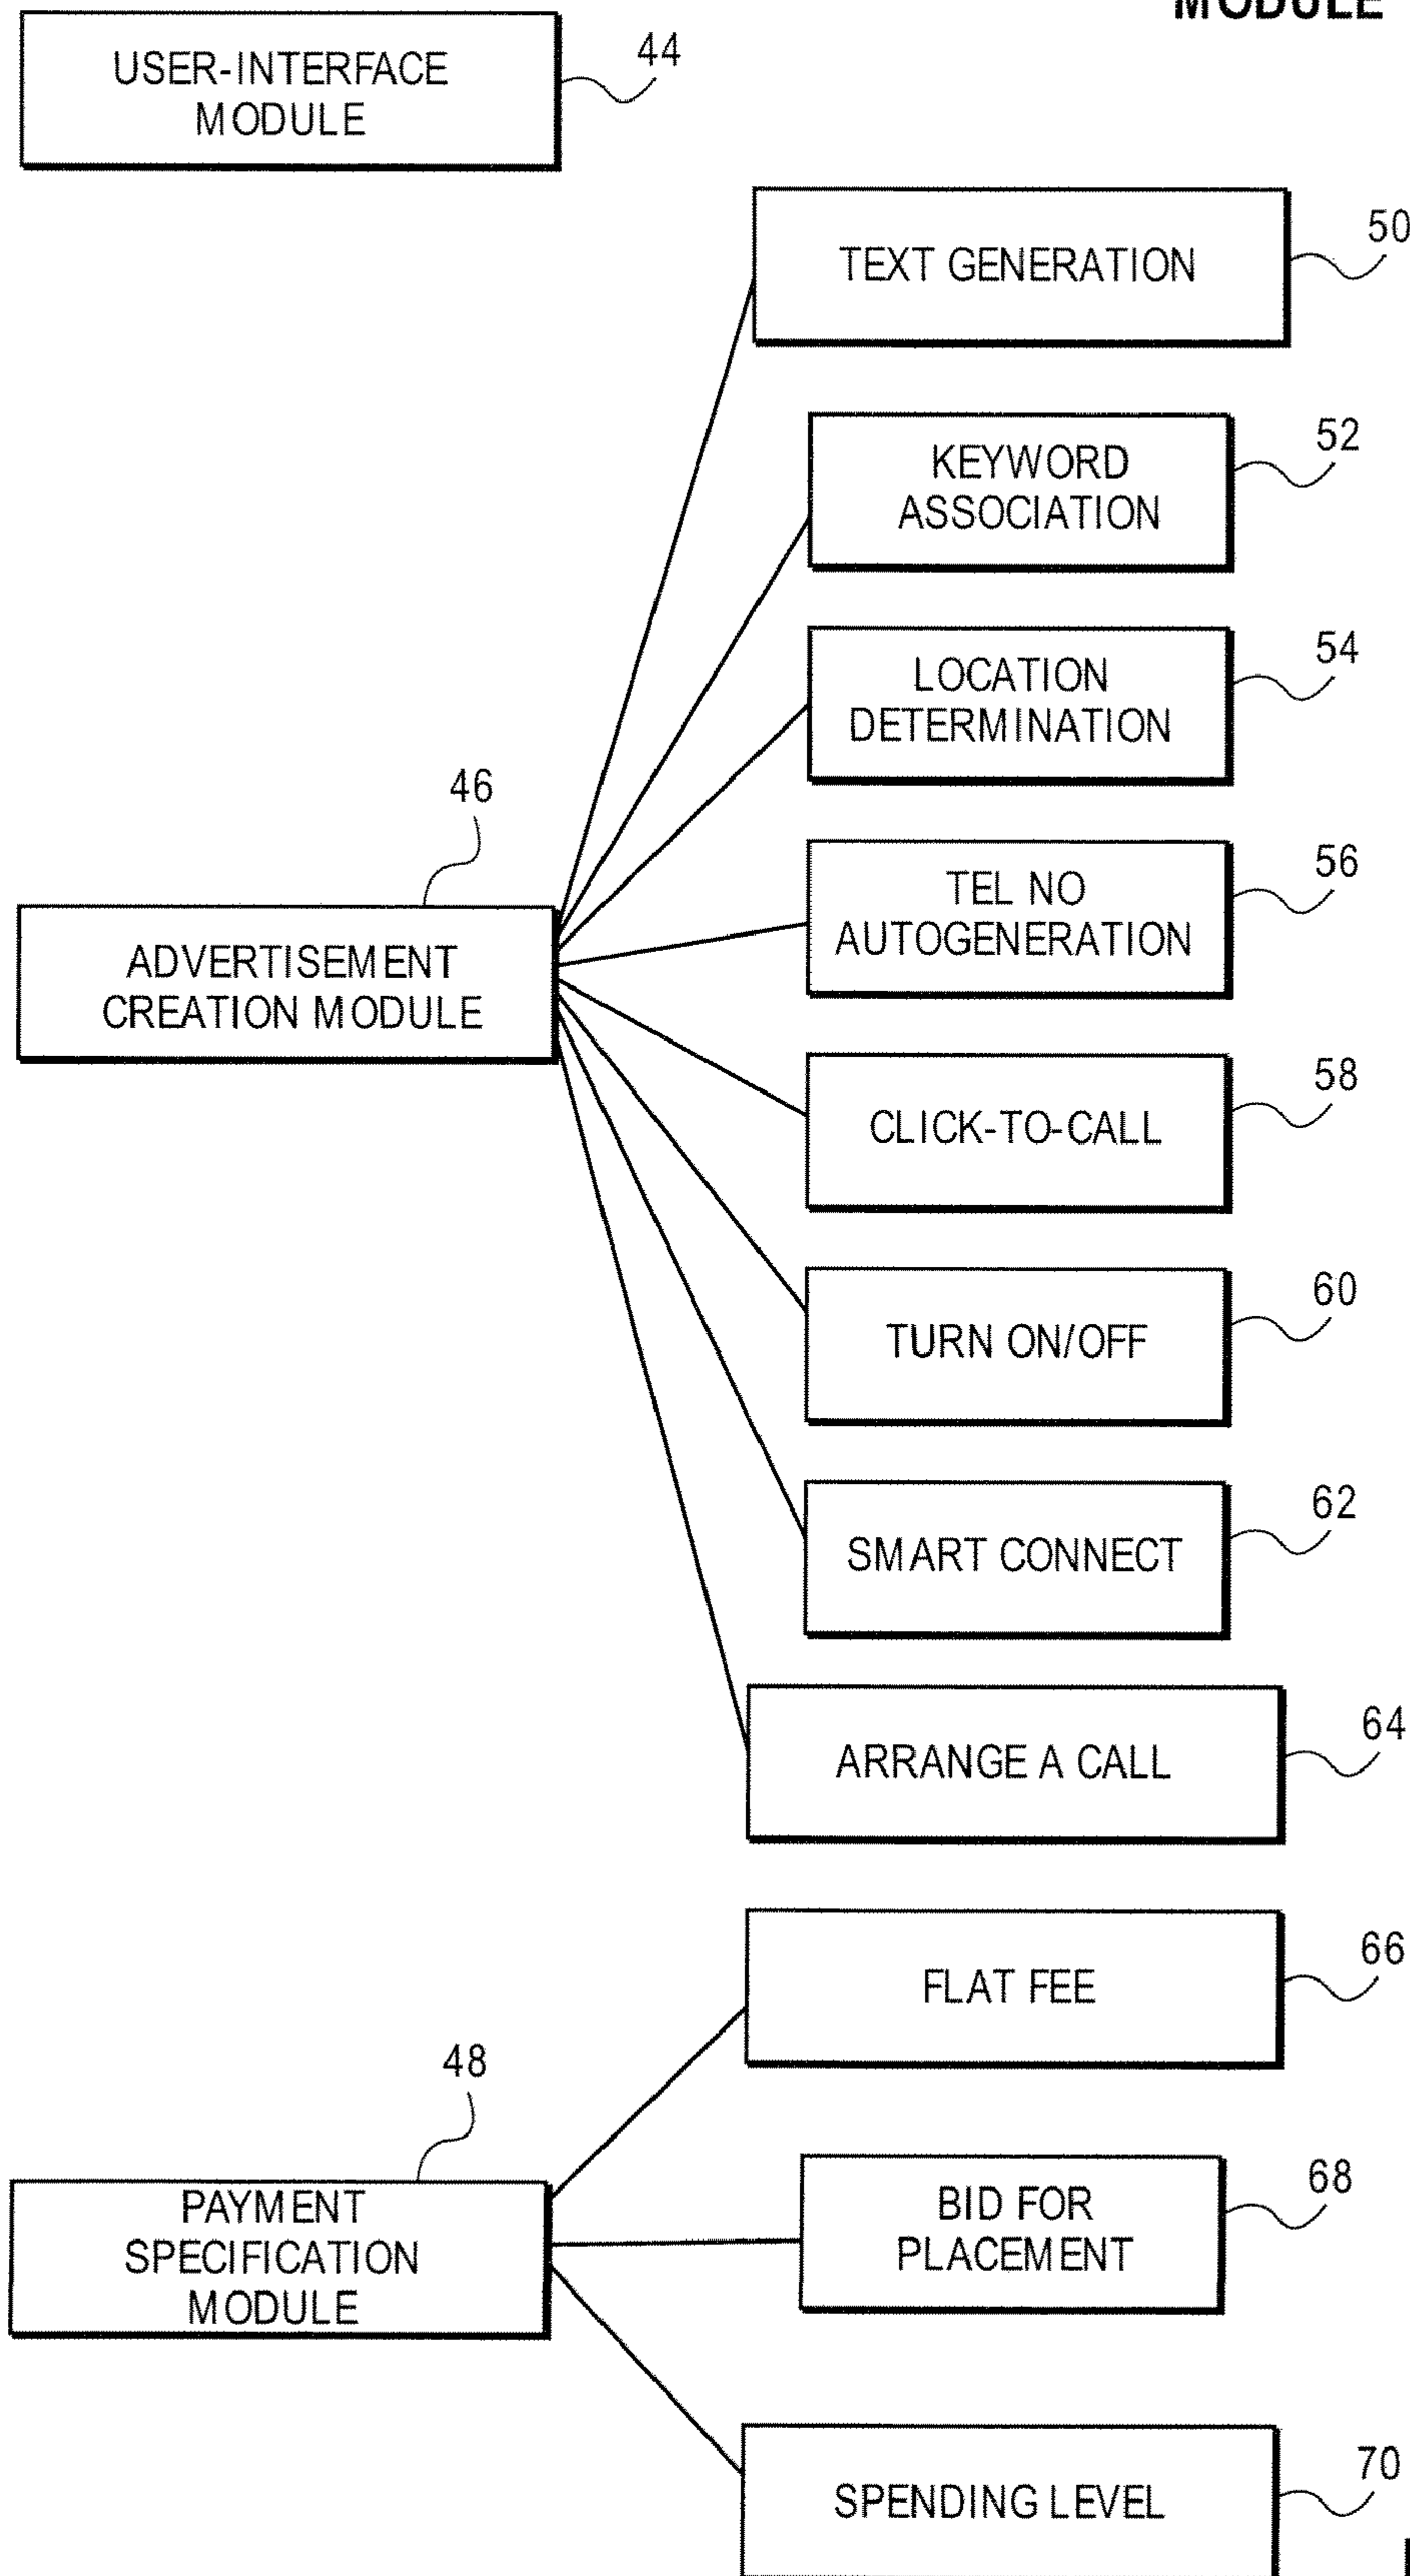 MODULE
USER-INTERFACE
MODULE
44
TEXT GENERATION
50
KEYWORD
ASSOCIATION
52
LOCATION
DETERMINATION
54
46
ADVERTISEMENT
CREATION MODULE
TEL NO
AUTOGENERATION
56
CLICK-TO-CALL
58
TURN ON/OFF
60
SMART CONNECT
62
ARRANGE A CALL
64
FLAT FEE
66
48
PAYMENT
SPECIFICATION
MODULE
BID FOR
PLACEMENT
68
SPENDING LEVEL
70